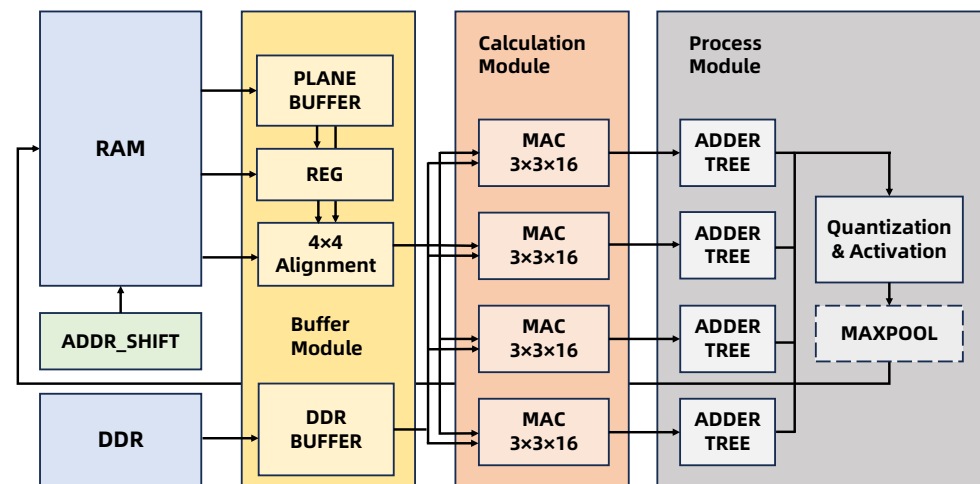 RAM
ADDR_SHIFT
DDR
PLANE
BUFFER
REG
4×4
Alignment
Buffer
Module
DDR
BUFFER
Calculation
Module
MAC
3×3×16
MAC
3×3×16
MAC
3×3×16
MAC
3×3×16
Process
Module
ADDER
TREE
ADDER
TREE
ADDER
TREE
ADDER
TREE
Quantization
& Activation
MAXPOOL